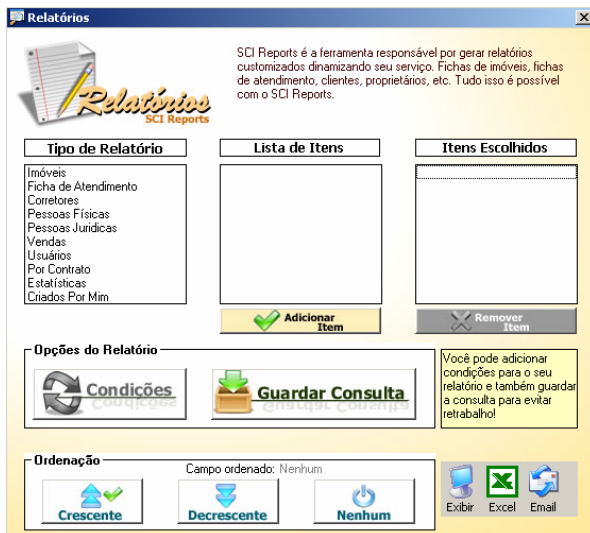 Relatórios
SCI Reports é a ferramenta responsável por gerar relatórios
customizados dinamizando seu serviço. Fichas de imóveis, fichas
de atendimento, clientes, proprietários, etc. Tudo isso é possível
com o SCI Reports.
Relatórios
SCI Reports
Tipo de Relatório
Lista de Itens
Itens Escolhidos
Imóveis
Ficha de Atendimento
Corretores
Pessoas Físicas
Pessoas Juridicas
Vendas
Usuários
Por Contrato
Estatísticas
Criados Por Mim
Adicionar
Item
Remover
Item
Opções do Relatório
Condições
Guardar Consulta
Você pode adicionar
condições para o seu
relatório e também guardar
a consulta para evitar
retrabalho!
Ordenação
Campo ordenado: Nenhum
Crescente
Decrescente
Nenhum
Exibir
Excel
Email